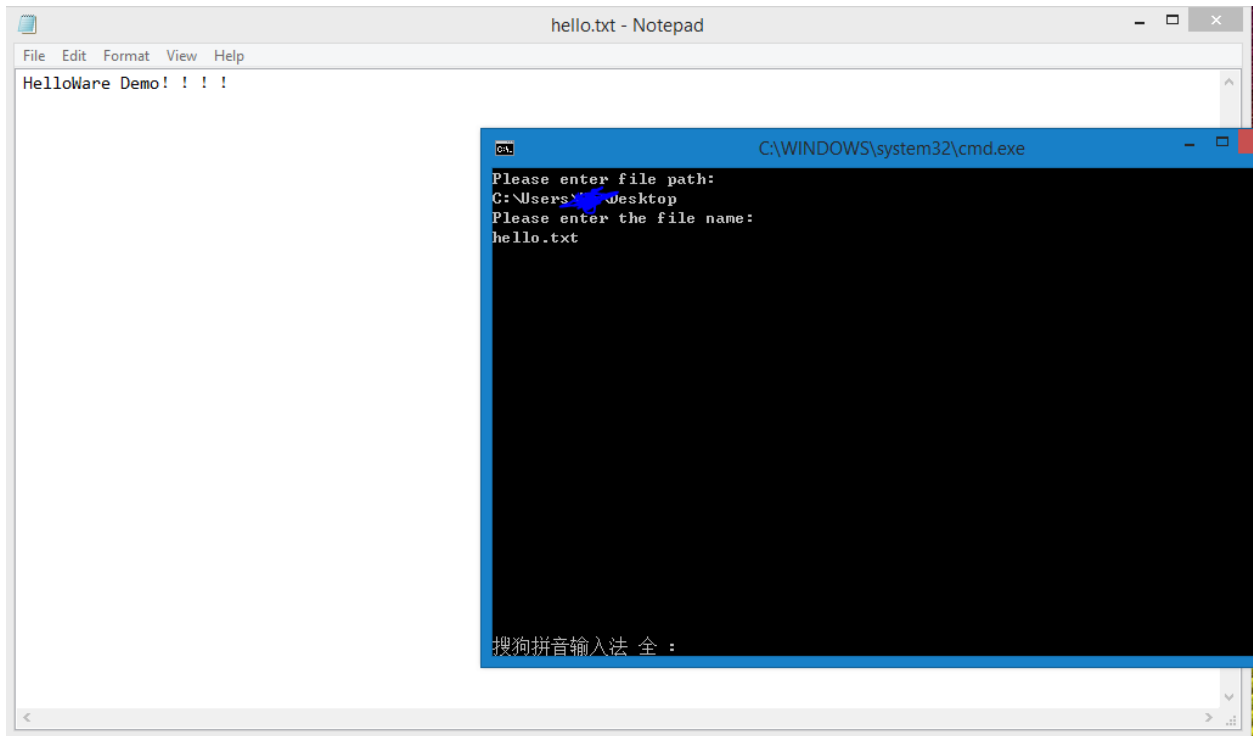 hello.txt - Notepad
File Edit Format View Help
HelloWare Demo！！！！
C:\WINDOWS\system32\cmd.exe
Please enter file path:
C:\Users\ Desktop
Please enter the file name:
hello.txt
搜狗拼音输入法 全 ：